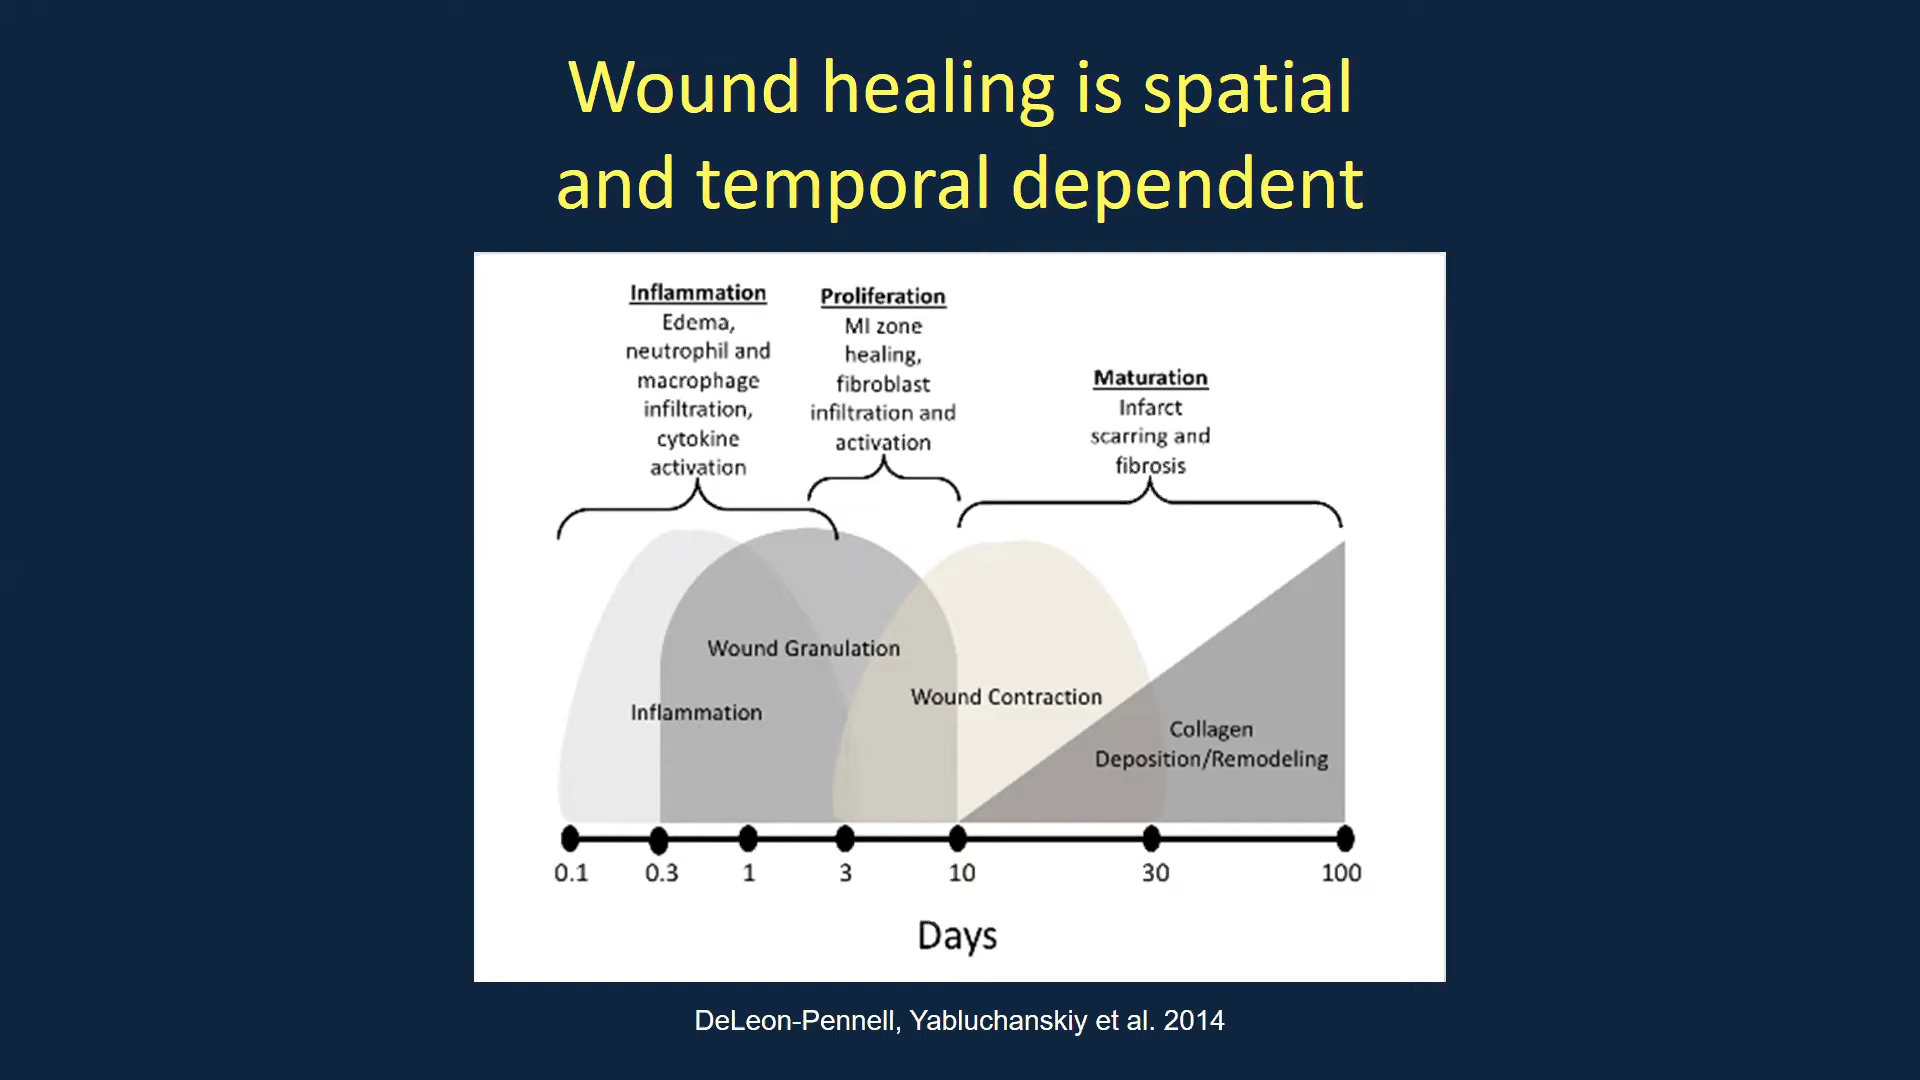 Wound healing is spatial
and temporal dependent
Inflammation
Edema,
neutrophil and
macrophage
infiltration,
cytokine
activation
Proliferation
MI zone
healing,
fibroblast
infiltration and
activation
Maturation
Infarct
scarring and
fibrosis
Wound Granulation
Inflammation
Wound Contraction
Collagen
Deposition/Remodeling
0.1 0.3 1 3 10 30 100
Days
DeLeon-Pennell, Yabluchanskiy et al. 2014